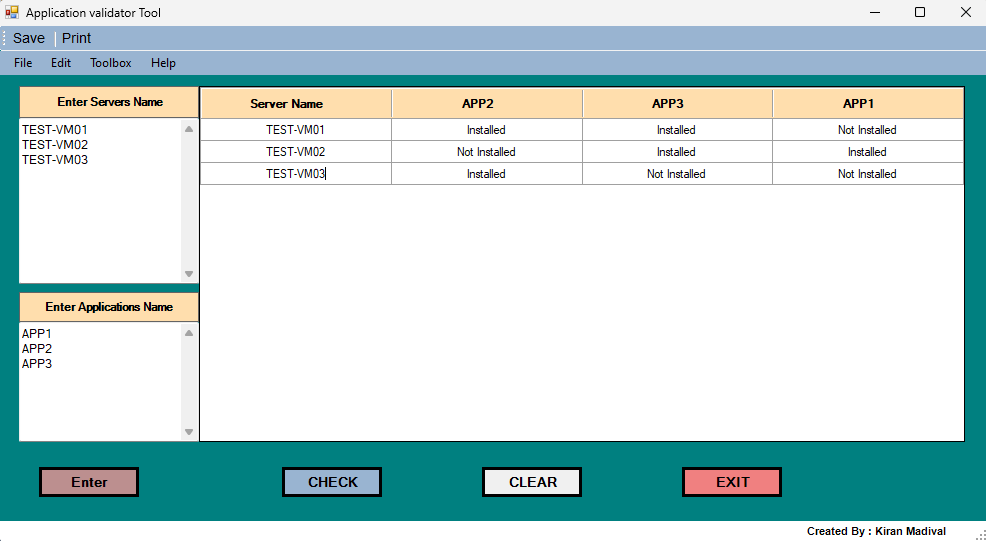 Application validator Tool
Save Print
File Edit Toolbox Help
Enter Servers Name
TEST-VM01
TEST-VM02
TEST-VM03
Enter Applications Name
APP1
APP2
APP3
Server Name APP2 APP3 APP1
TEST-VM01 Installed Installed Not Installed
TEST-VM02 Not Installed Installed Installed
TEST-VM03 Installed Not Installed Not Installed
Enter CHECK CLEAR EXIT
Created By : Kiran Madival